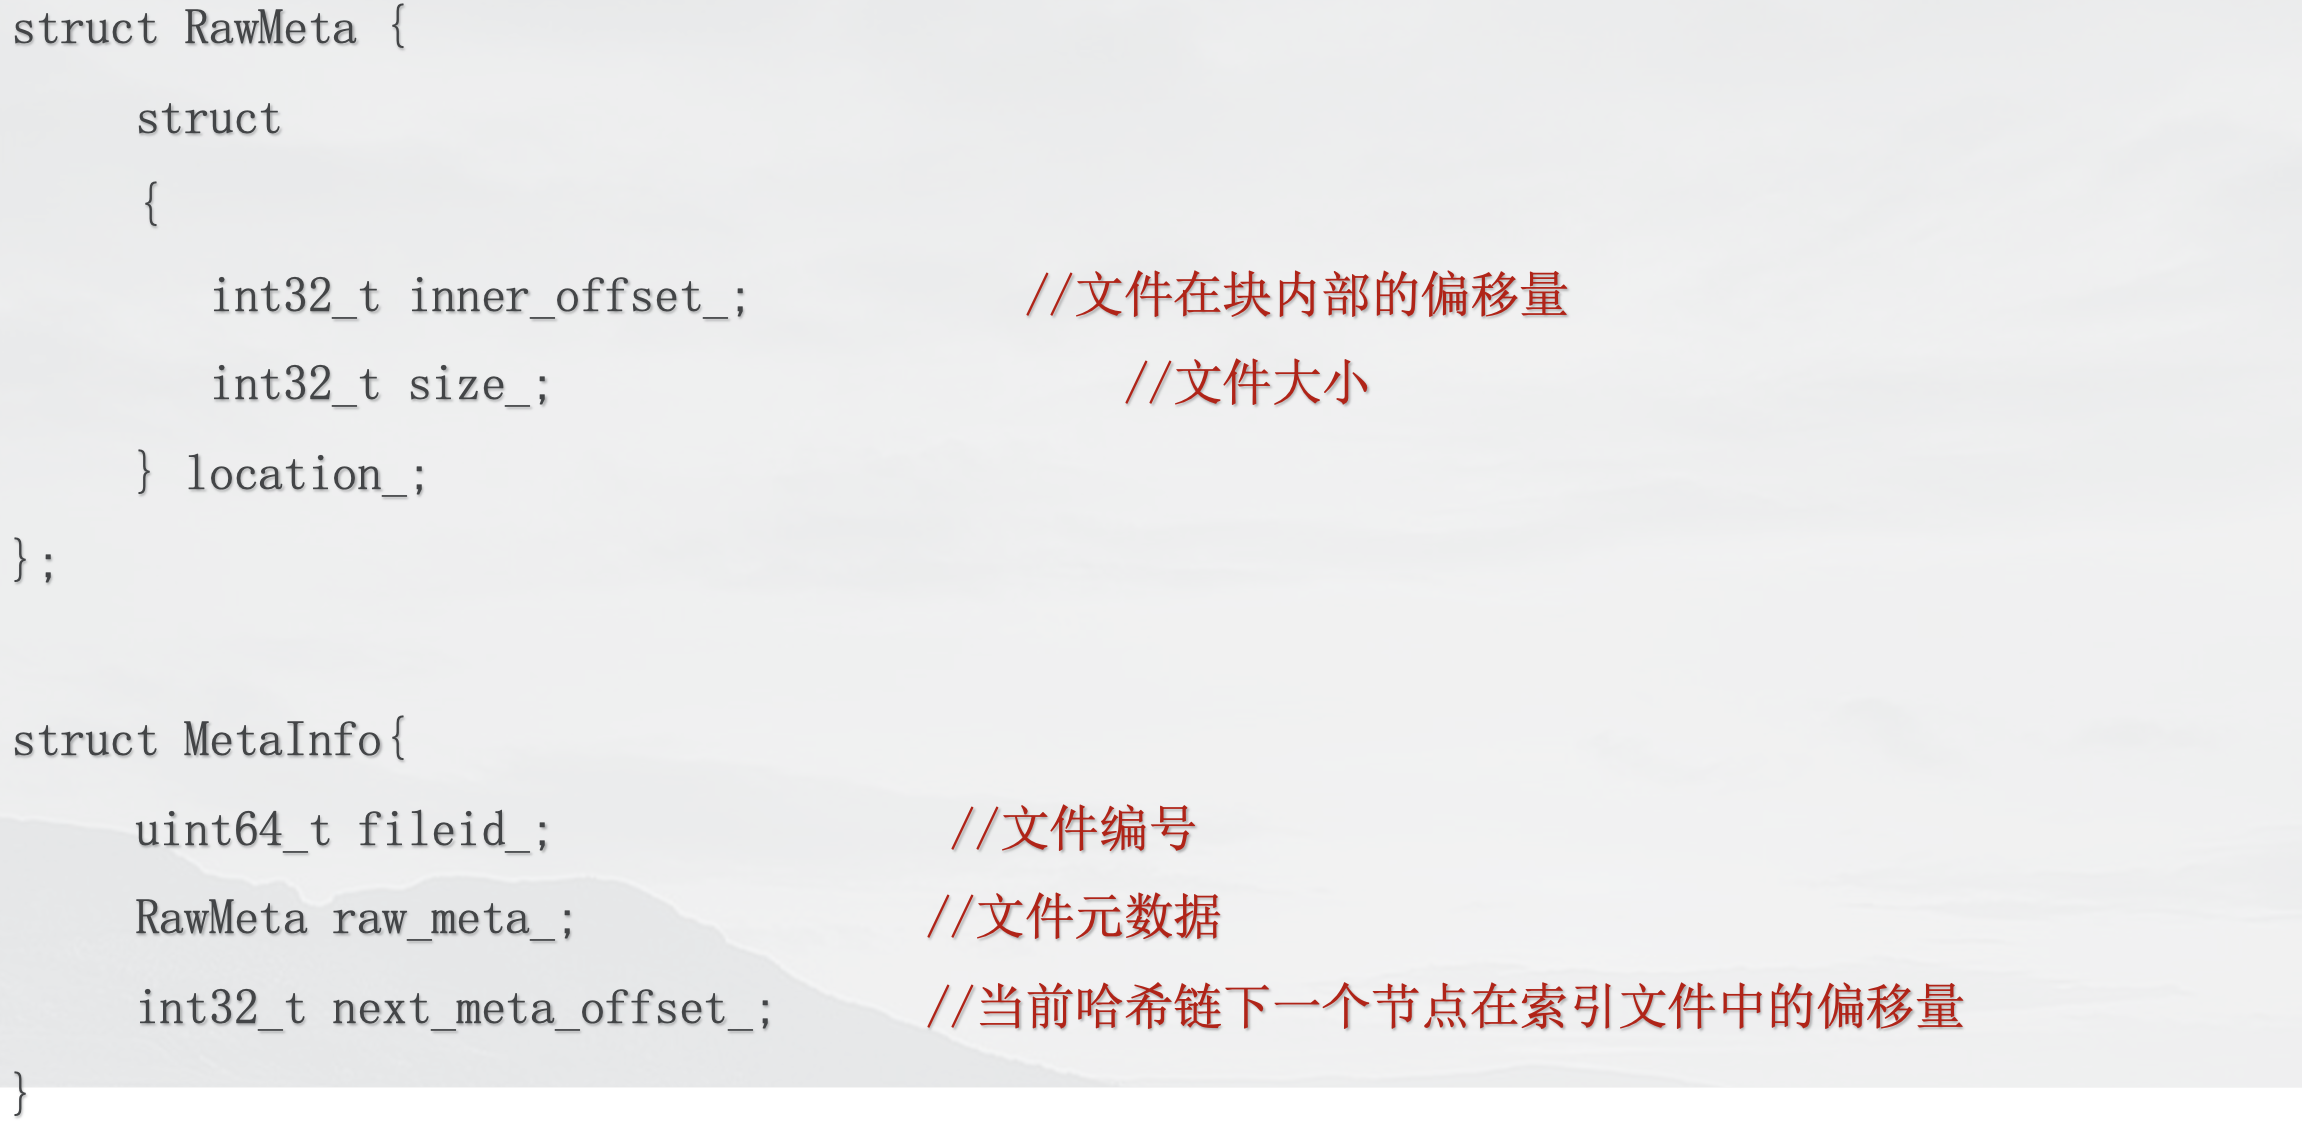 struct RawMeta {
struct
{
int32_t inner_offset_; //文件在块内部的偏移量
int32_t size_; //文件大小
} location_;
};
struct MetaInfo{
uint64_t fileid_; //文件编号
RawMeta raw_meta_; //文件元数据
int32_t next_meta_offset_; //当前哈希链下一个节点在索引文件中的偏移量
}